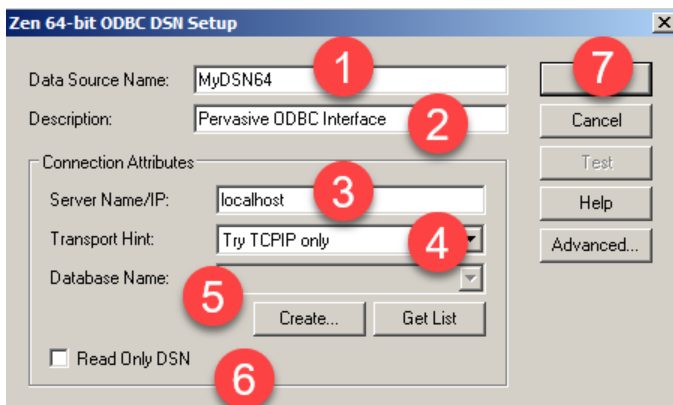 Zen 64-bit ODBC DSN Setup
1
7
Data Source Name: MyDSN64
Description: Pervasive ODBC Interface
2
Cancel
Connection Attributes
Test
3
Server Name/IP: localhost
Help
Transport Hint: Try TCPIP only
4
Advanced...
Database Name:
5
Create... Get List
Read Only DSN
6